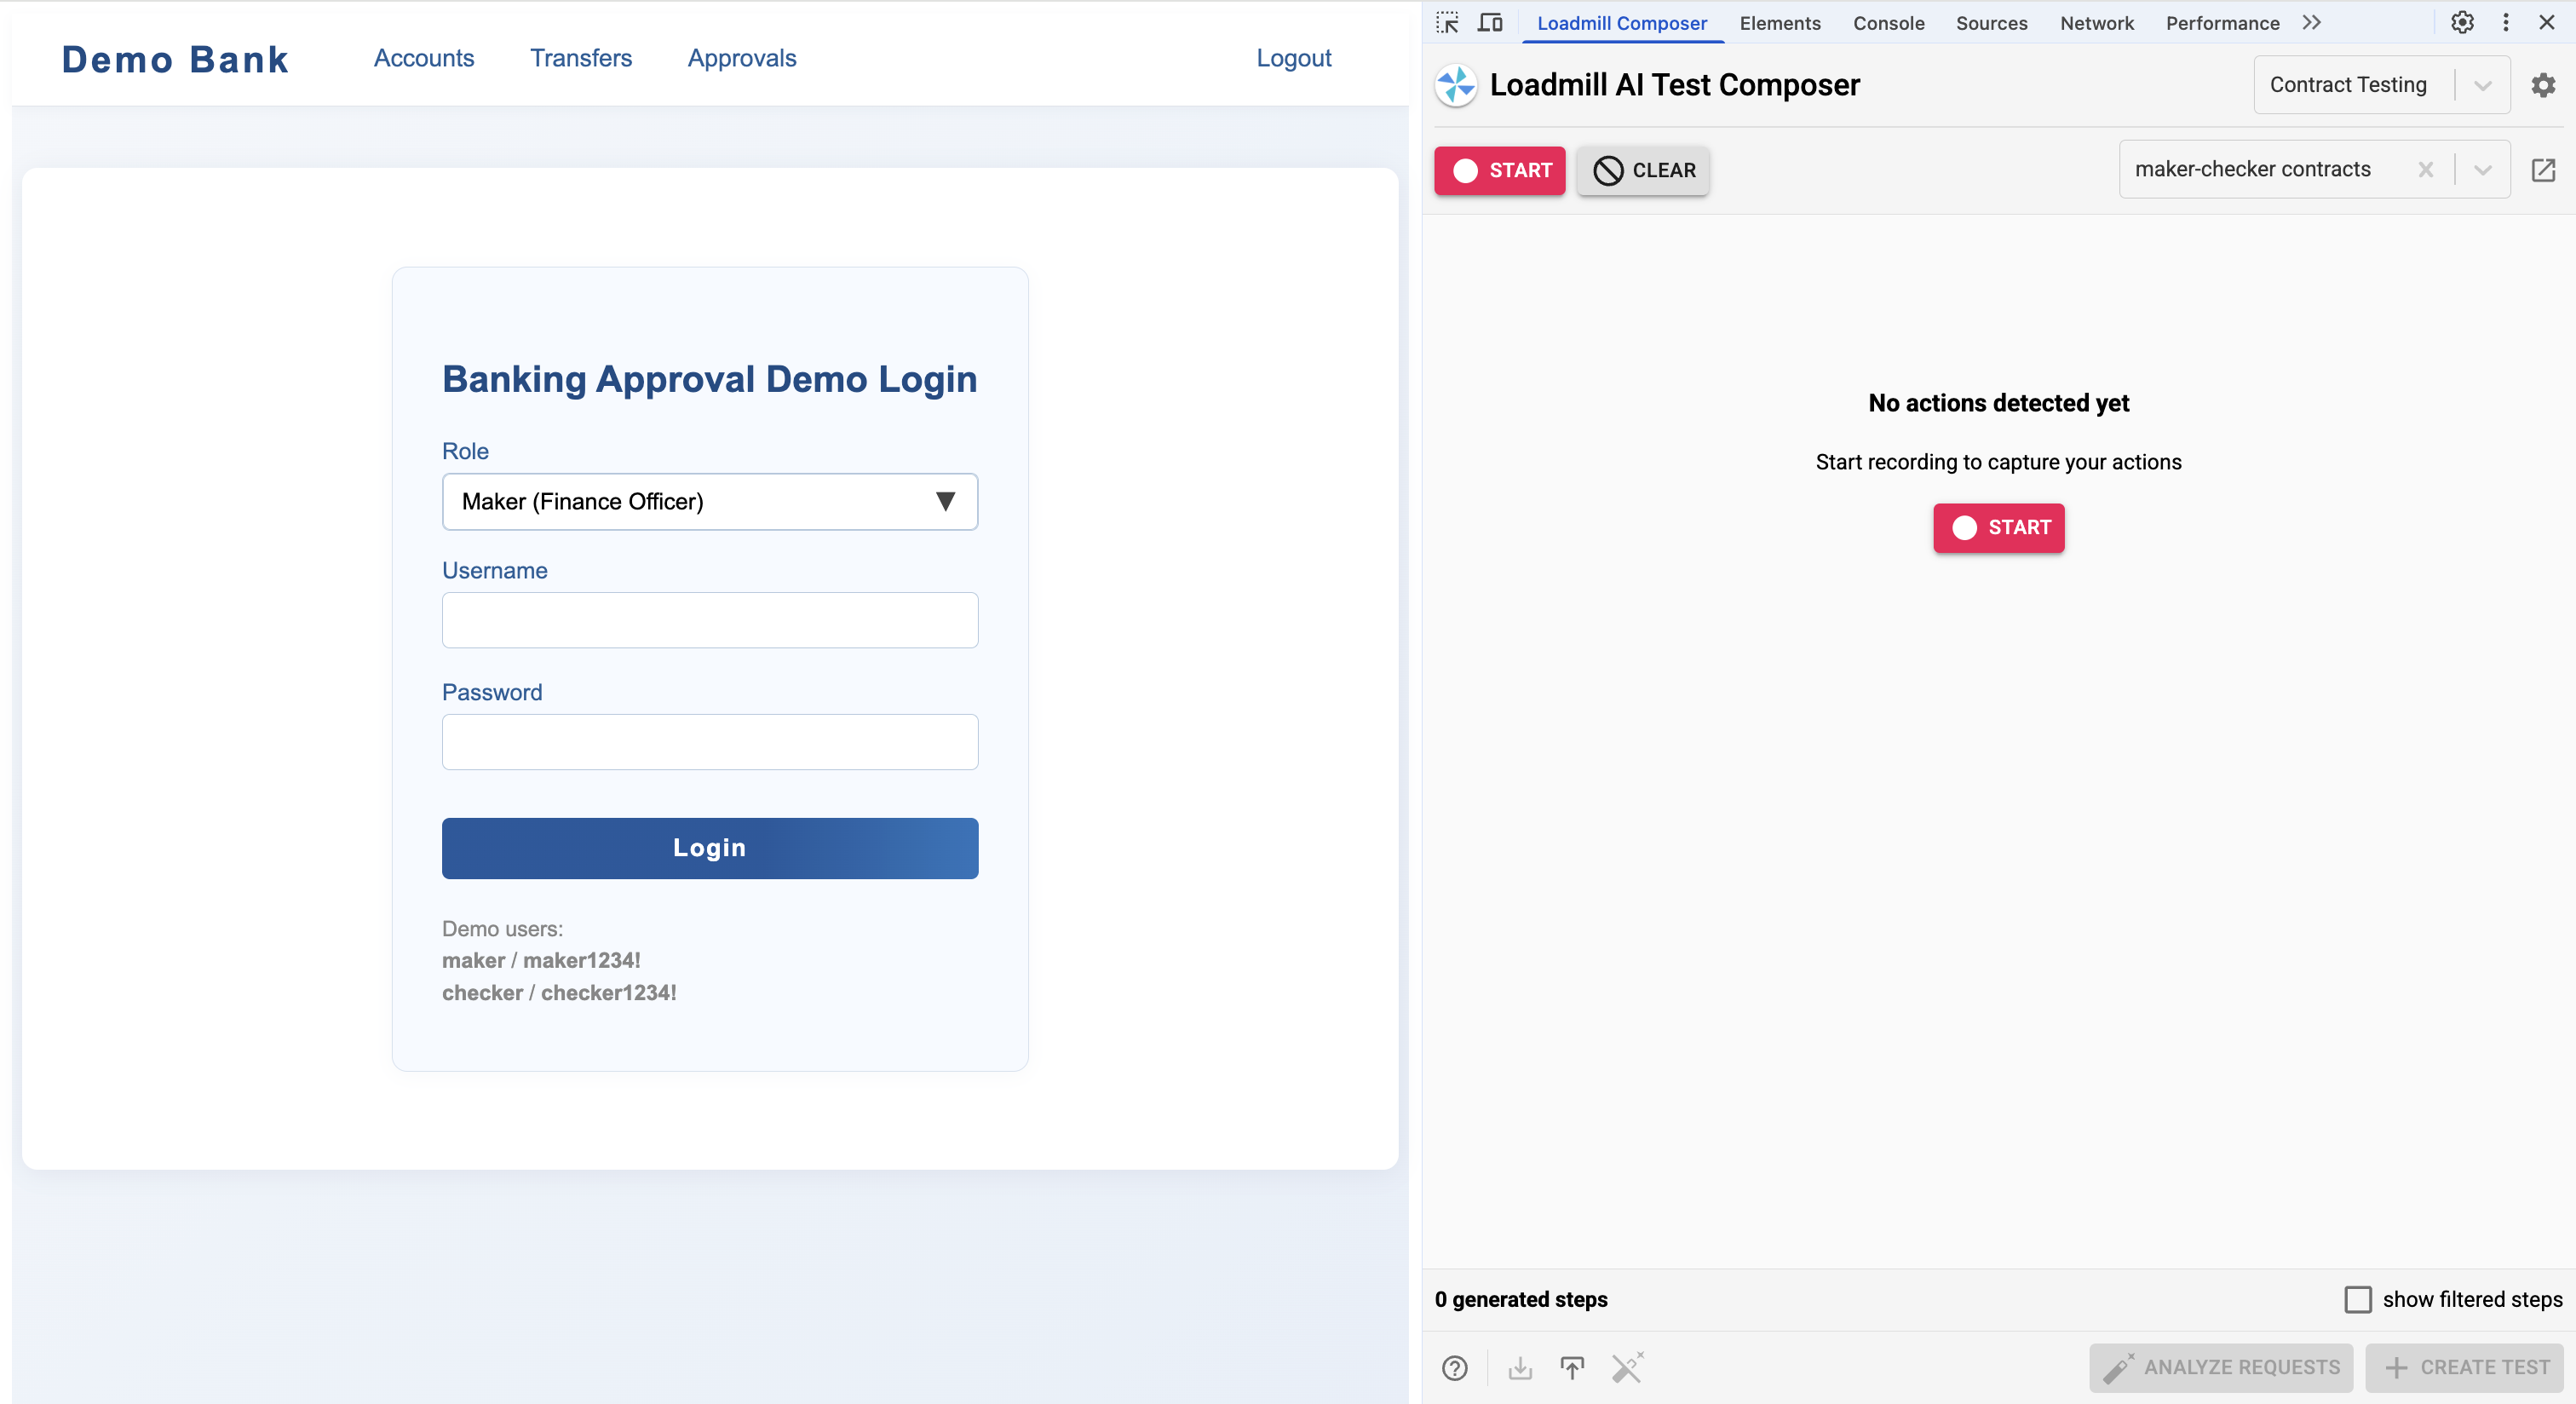 Demo Bank
Accounts
Transfers
Approvals
Logout
Banking Approval Demo Login
Role
Maker (Finance Officer)
Username
Password
Login
Demo users:
maker / maker1234!
checker / checker1234!
Loadmill Composer
Elements
Console
Sources
Network
Performance
Loadmill AI Test Composer
Contract Testing
START
CLEAR
maker-checker contracts
No actions detected yet
Start recording to capture your actions
START
0 generated steps
show filtered steps
ANALYZE REQUESTS
CREATE TEST